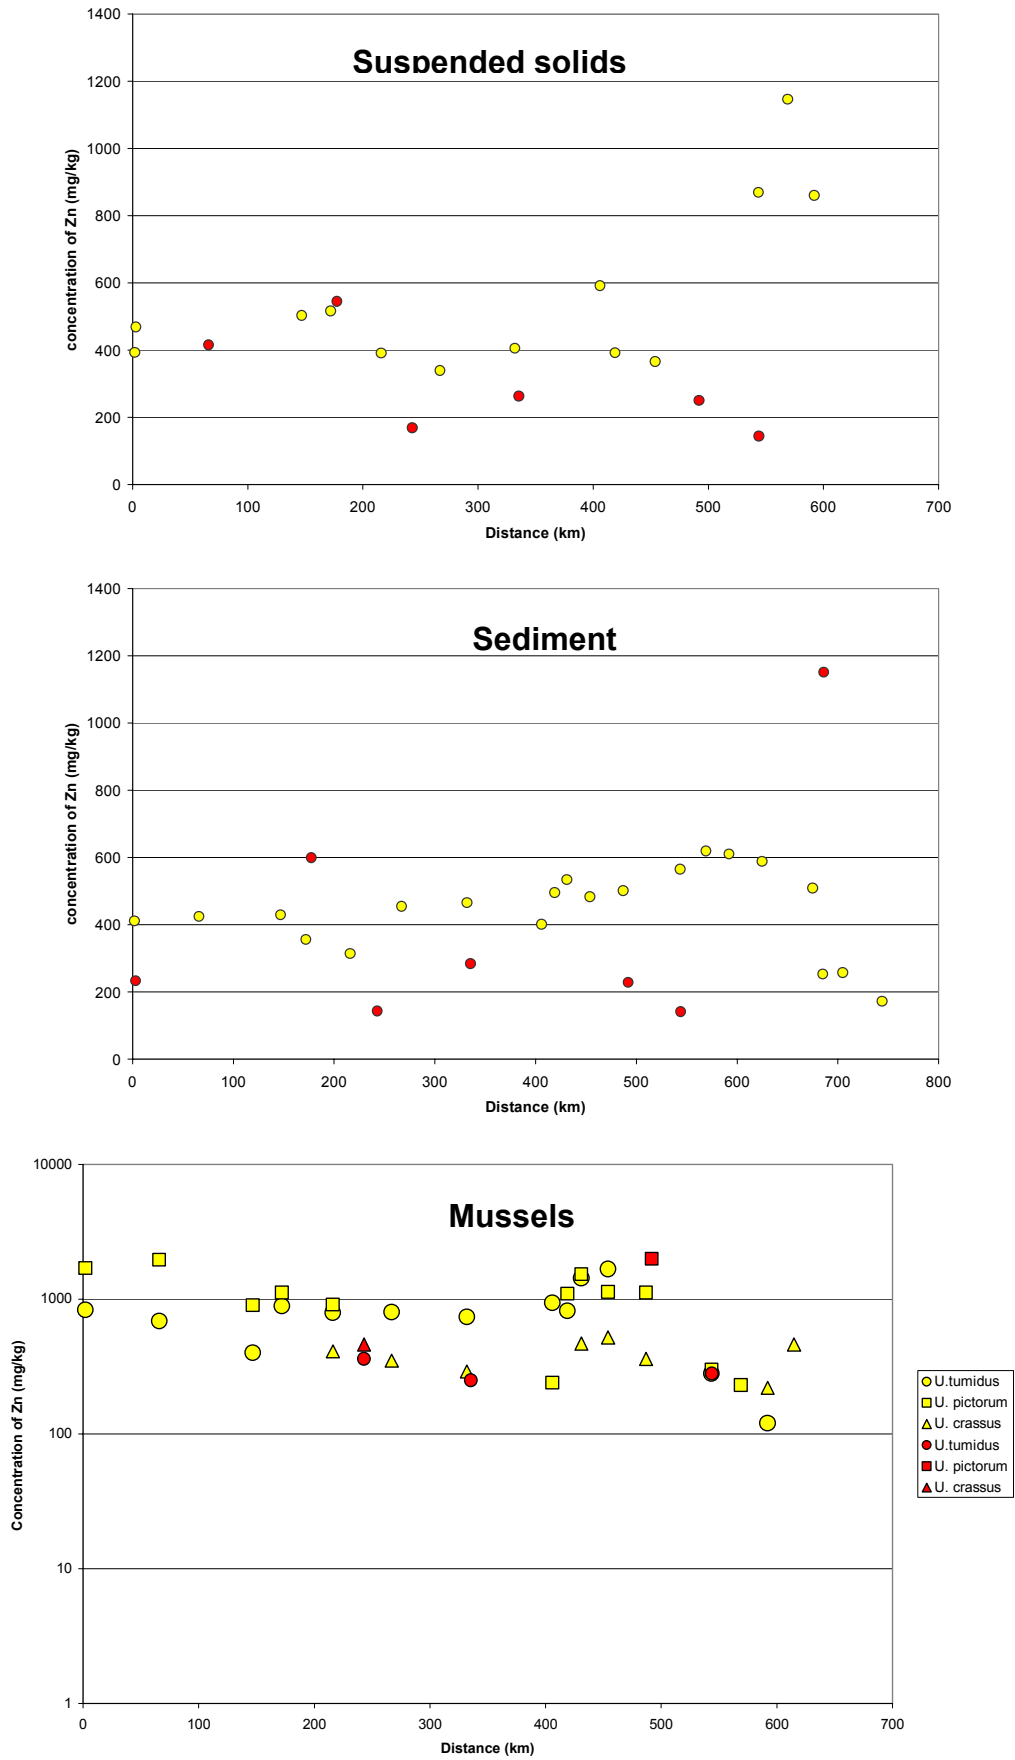 Suspended solids
concentration of Zn (mg/kg)
1400
1200
1000
800
600
400
200
0
0 100 200 300 400 500 600 700
Distance (km)
Sediment
concentration of Zn (mg/kg)
1400
1200
1000
800
600
400
200
0
0 100 200 300 400 500 600 700 800
Distance (km)
Mussels
Concentration of Zn (mg/kg)
10000
1000
100
10
1
0 100 200 300 400 500 600 700
Distance (km)
U.tumidus
U. pictorum
U. crassus
U.tumidus
U. pictorum
U. crassus